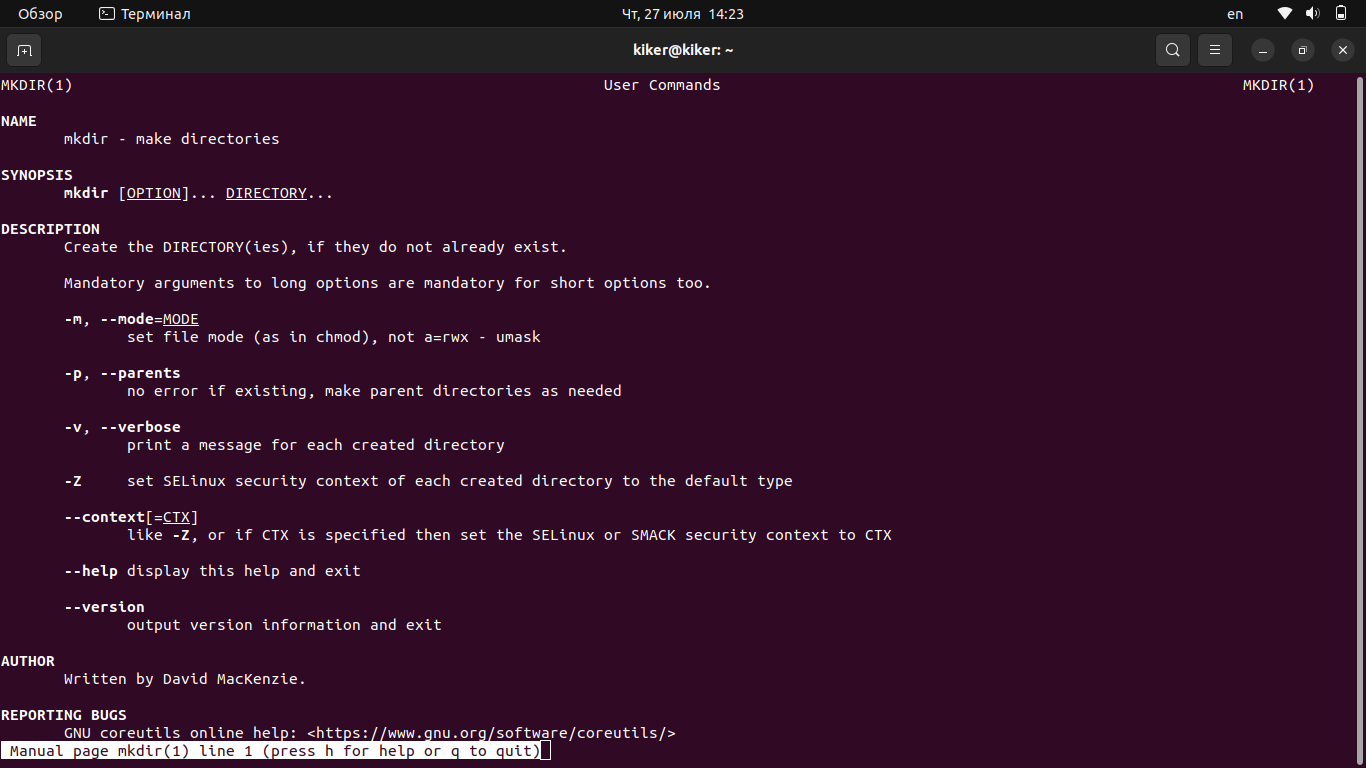 Обзор Терминал Чт, 27 июля 14:23 en
kiker@kiker: ~
MKDIR(1) User Commands MKDIR(1)
NAME
mkdir - make directories
SYNOPSIS
mkdir [OPTION]... DIRECTORY...
DESCRIPTION
Create the DIRECTORY(ies), if they do not already exist.
Mandatory arguments to long options are mandatory for short options too.
-m, --mode=MODE
set file mode (as in chmod), not a=rwx - umask
-p, --parents
no error if existing, make parent directories as needed
-v, --verbose
print a message for each created directory
-Z set SELinux security context of each created directory to the default type
--context[=CTX]
like -Z, or if CTX is specified then set the SELinux or SMACK security context to CTX
--help display this help and exit
--version
output version information and exit
AUTHOR
Written by David MacKenzie.
REPORTING BUGS
GNU coreutils online help: <https://www.gnu.org/software/coreutils/>
Manual page mkdir(1) line 1 (press h for help or q to quit)